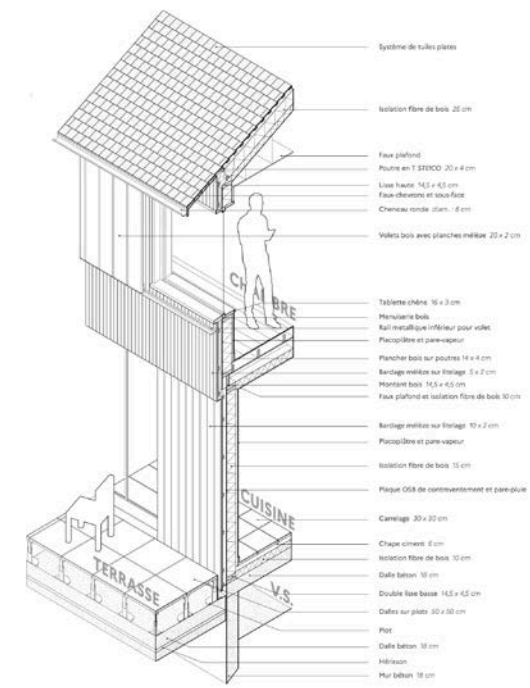 Système de tuiles plates
Isolation fibre de bois 20 cm
Faux plafond
Poutre en T STEICO 20 x 4 cm
Lisse haute 14,5 x 4,5 cm
Faux-chevrons et sous-face
Cheneau ronde diam. : 8 cm
Volets bois avec planches mélèze 20 x 2 cm
CHAMBRE
Tablette chêne 16 x 3 cm
Menuiserie bois
Rail metallique inférieur pour volet
Placoplâtre et pare-vapeur
Plancher bois sur poutres 14 x 4 cm
Bardage mélèze sur litelage 5 x 2 cm
Montant bois 14,5 x 4,5 cm
Faux plafond et isolation fibre de bois 10 cm
Bardage mélèze sur litelage 10 x 2 cm
Placoplâtre et pare-vapeur
Isolation fibre de bois 15 cm
Plaque OSB de contreventement et pare-pluie
CUISINE
Carrelage 30 x 30 cm
Chape ciment 6 cm
Isolation fibre de bois 10 cm
TERRASSE
Dalle béton 18 cm
V.S.
Double lisse basse 14,5 x 4,5 cm
Dalles sur plots 50 x 50 cm
Plot
Dalle béton 18 cm
Hérisson
Mur béton 18 cm